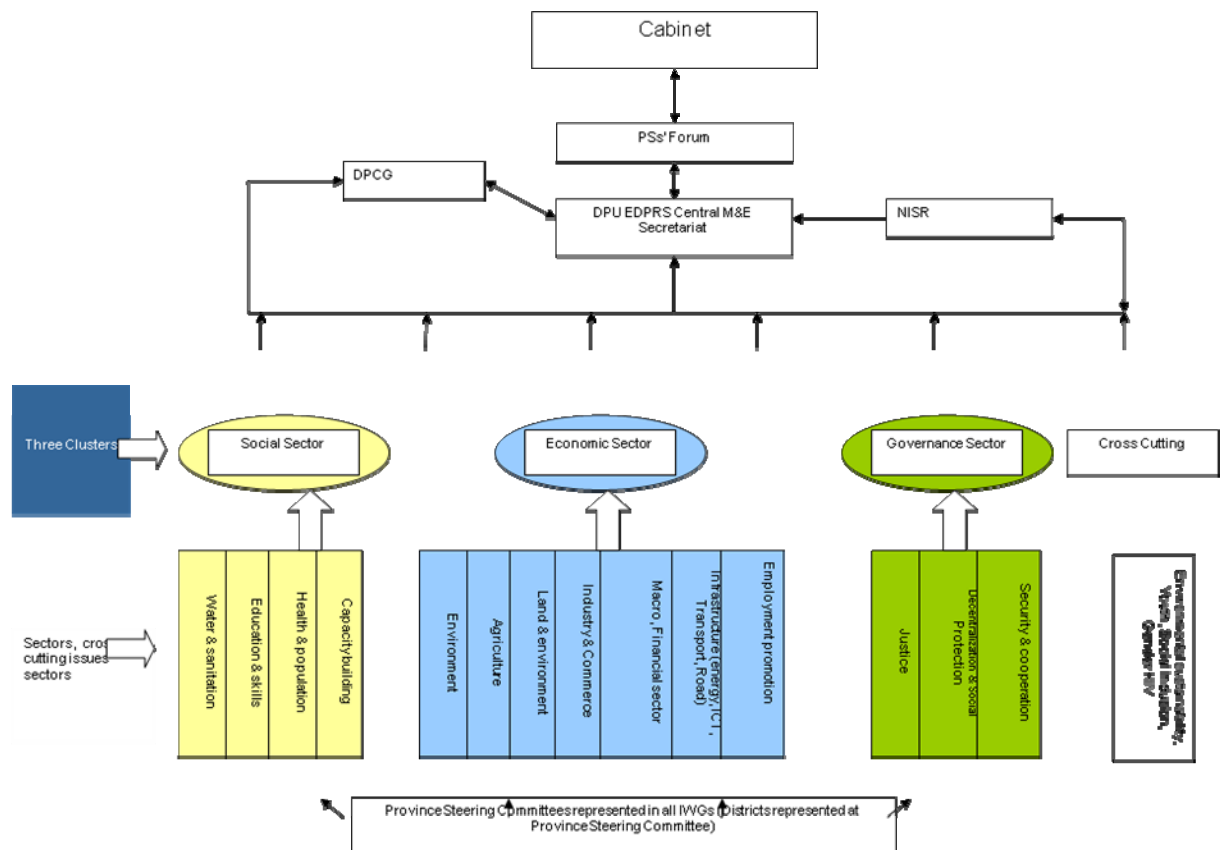 Cabinet
PSs' Forum
DPCG
DPU EDPRS Central M&E
Secretariat
NISR
Three Clusters
Social Sector
Economic Sector
Governance Sector
Cross Cutting
Sectors, cros
cutting issues
sectors
Water & sanitation
Education & skills
Health & population
Capacity building
Environment
Agriculture
Land & environment
Industry & Commerce
Macro, Financial sector
Infrastructure (energy, ICT,
Transport, Road)
Employment promotion
Justice
Decentralization & Social
Protection
Security & cooperation
Environmental
Youth, Social Inclusion,
Gender HIV
Province Steering Committees represented in all IWGs (Districts represented at
Province Steering Committee)